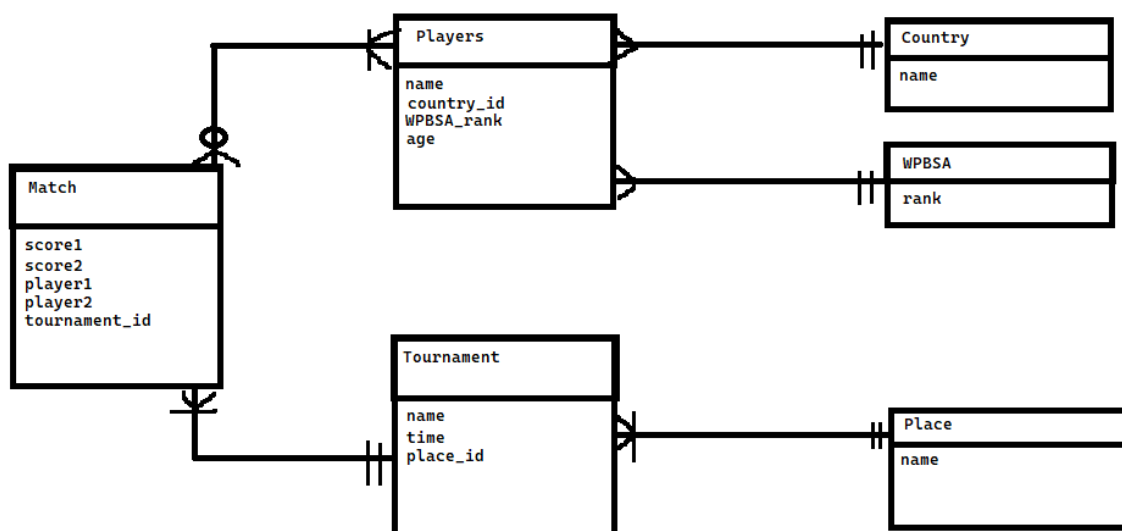 Players
name
country_id
WPBSA_rank
age
Country
name
WPBSA
rank
Match
score1
score2
player1
player2
tournament_id
Tournament
name
time
place_id
Place
name